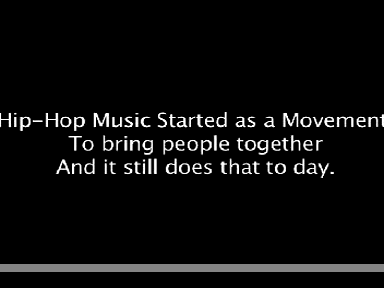 Hip-Hop Music Started as a Movement
To bring people together
And it still does that to day.